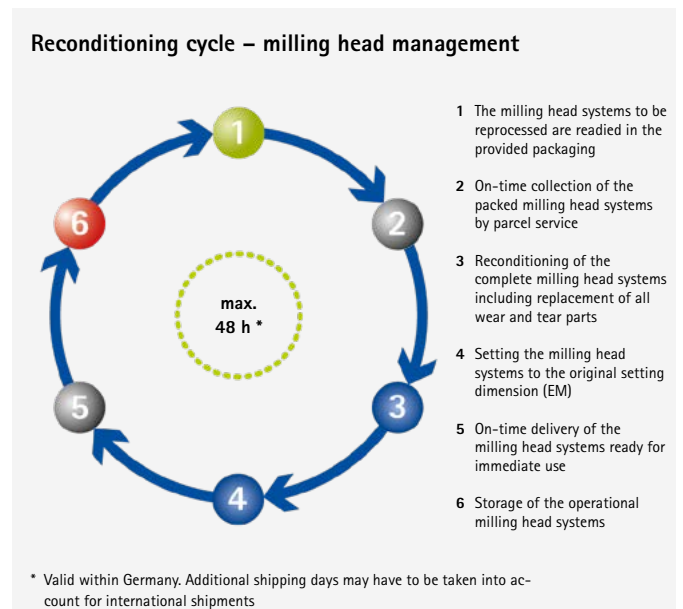 Reconditioning cycle – milling head management
1
2
3
4
5
6
max.
48 h *
1 The milling head systems to be
reprocessed are readied in the
provided packaging
2 On-time collection of the
packed milling head systems
by parcel service
3 Reconditioning of the
complete milling head systems
including replacement of all
wear and tear parts
4 Setting the milling head
systems to the original setting
dimension (EM)
5 On-time delivery of the
milling head systems ready for
immediate use
6 Storage of the operational
milling head systems
* Valid within Germany. Additional shipping days may have to be taken into ac-
count for international shipments